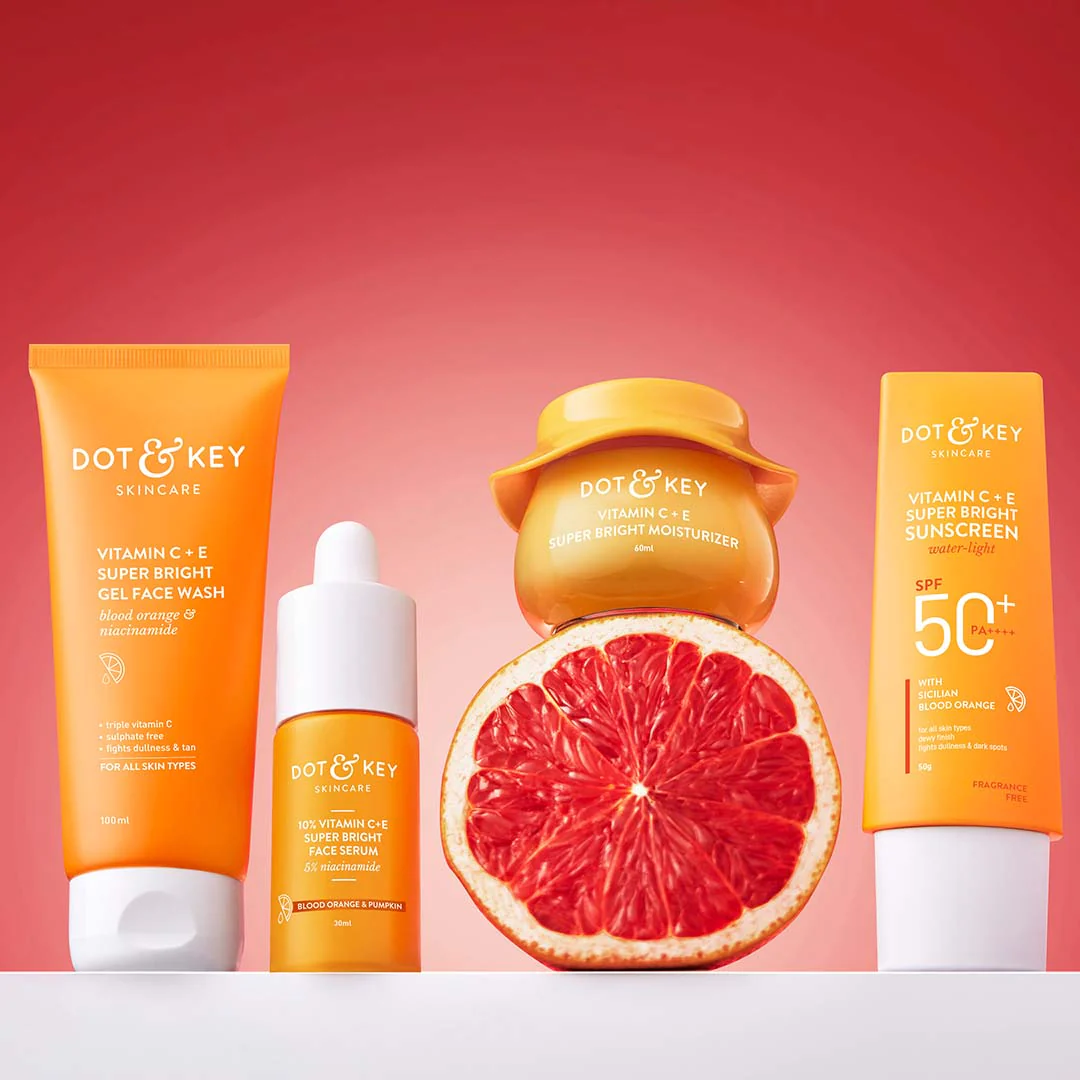 DOT & KEY
SKINCARE
VITAMIN C + E
SUPER BRIGHT
GEL FACE WASH
blood orange &
niacinamide
• triple vitamin C
• sulphate free
• fights dullness & tan
FOR ALL SKIN TYPES
100ml
DOT & KEY
SKINCARE
10% VITAMIN C+E
SUPER BRIGHT
FACE SERUM
5% niacinamide
BLOOD ORANGE & PUMPKIN
30ml
DOT & KEY
VITAMIN C + E
SUPER BRIGHT MOISTURIZER
60ml
DOT & KEY
SKINCARE
VITAMIN C + E
SUPER BRIGHT
SUNSCREEN
water-light
SPF
50+
PA++++
WITH
SICILIAN
BLOOD ORANGE
for all skin types
dewy finish
fights dullness & dark spots
50g
FRAGRANCE
FREE